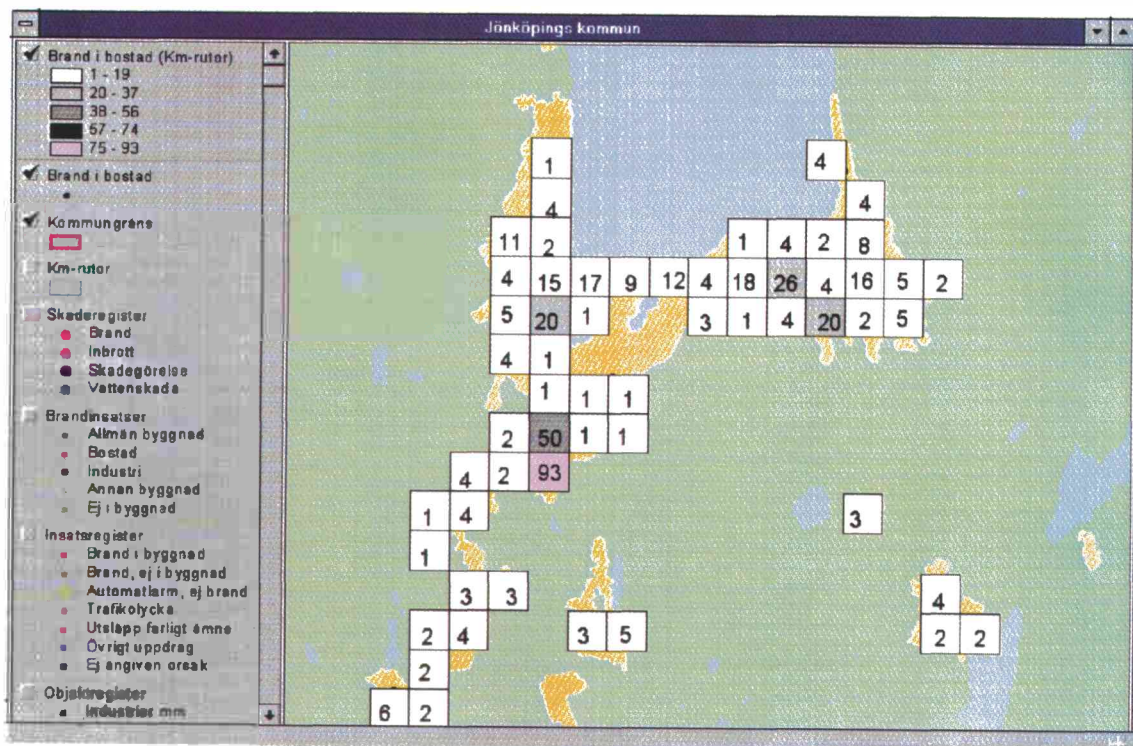 Jönköpings kommun
Brand i bostad (Km-rutor)
1 - 19
20 - 37
38 - 56
57 - 74
75 - 93
Brand i bostad
Kommungräns
Km-rutor
Skaderegister
Brand
Inbrott
Skadegörelse
Vattenskada
Brandinsatser
Allmän byggnad
Bostad
Industri
Annan byggnad
Ej i byggnad
Insatsregister
Brand i byggnad
Brand, ej i byggnad
Automatlarm, ej brand
Trafikolycka
Utsläpp farligt ämne
Övrigt uppdrag
Ej angiven orsak
Objektregister
Industrier mm
1 4
4 4
11 2 1 4 2 8
4 15 17 9 12 4 18 26 4 16 5 2
5 20 1 3 1 4 20 2 5
4 1
1 1 1
2 50 1 1
4 2 93
1 4 3
1
3 3 4
2 4 3 5 2 2
2
6 2